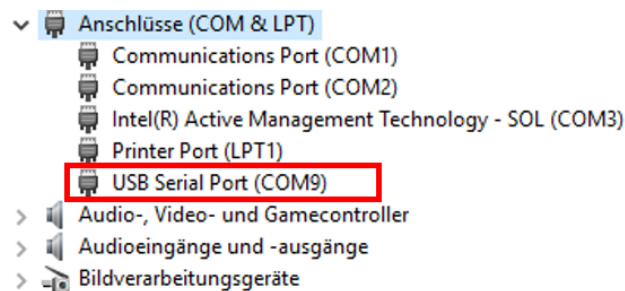 Anschlüsse (COM & LPT)
Communications Port (COM1)
Communications Port (COM2)
Intel(R) Active Management Technology - SOL (COM3)
Printer Port (LPT1)
USB Serial Port (COM9)
Audio-, Video- und Gamecontroller
Audioeingänge und -ausgänge
Bildverarbeitungsgeräte